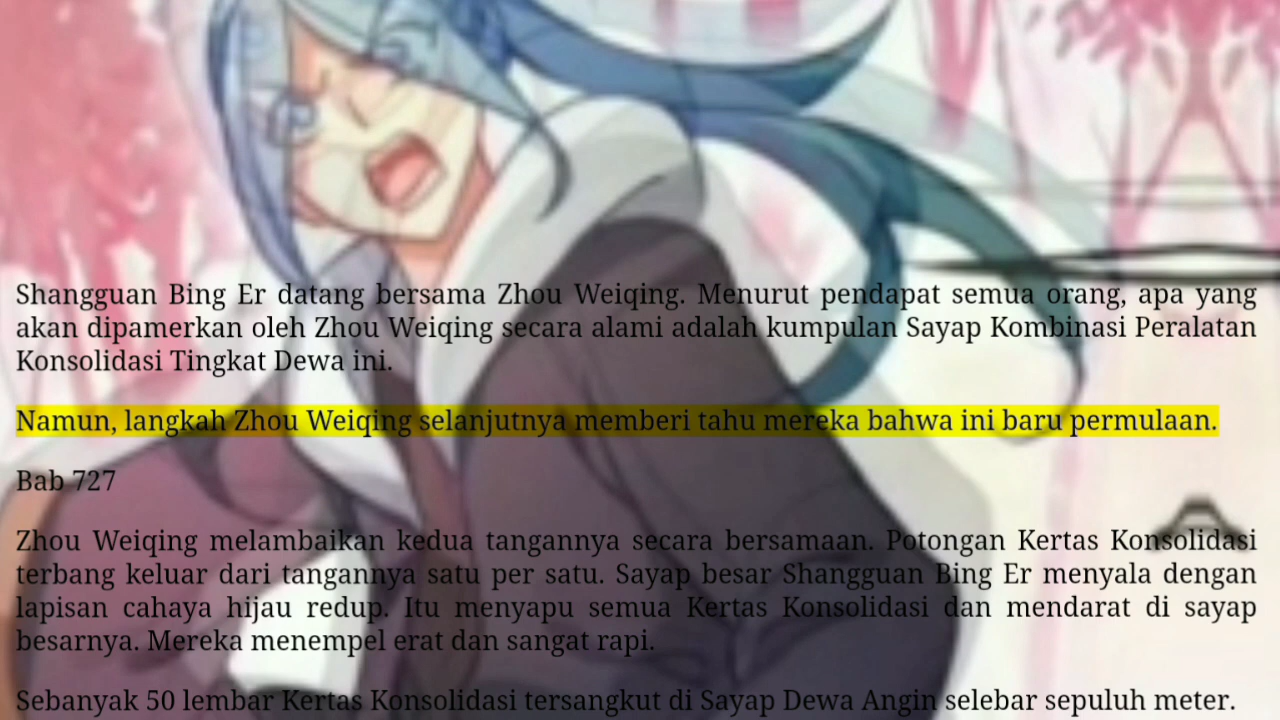 Shangguan Bing Er datang bersama Zhou Weiqing. Menurut pendapat semua orang, apa yang
akan dipamerkan oleh Zhou Weiqing secara alami adalah kumpulan Sayap Kombinasi Peralatan
Konsolidasi Tingkat Dewa ini.
Namun, langkah Zhou Weiqing selanjutnya memberi tahu mereka bahwa ini baru permulaan.
Bab 727
Zhou Weiqing melambaikan kedua tangannya secara bersamaan. Potongan Kertas Konsolidasi
terbang keluar dari tangannya satu per satu. Sayap besar Shangguan Bing Er menyala dengan
lapisan cahaya hijau redup. Itu menyapu semua Kertas Konsolidasi dan mendarat di sayap
besarnya. Mereka menempel erat dan sangat rapi.
Sebanyak 50 lembar Kertas Konsolidasi tersangkut di Sayap Dewa Angin selebar sepuluh meter.